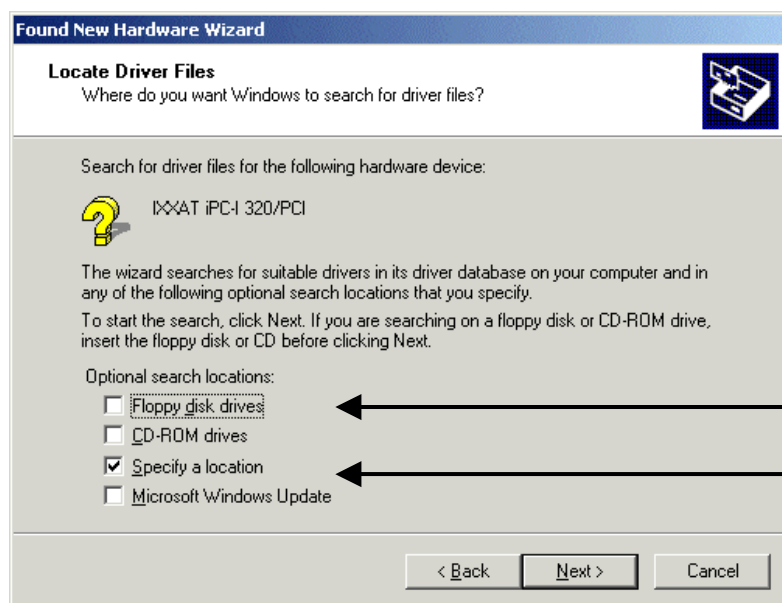 Found New Hardware Wizard
Locate Driver Files
Where do you want Windows to search for driver files?
Search for driver files for the following hardware device:
IXXAT iPC-I 320/PCI
The wizard searches for suitable drivers in its driver database on your computer and in
any of the following optional search locations that you specify.
To start the search, click Next. If you are searching on a floppy disk or CD-ROM drive,
insert the floppy disk or CD before clicking Next.
Optional search locations:
Floppy disk drives
CD-ROM drives
Specify a location
Microsoft Windows Update
< Back Next > Cancel